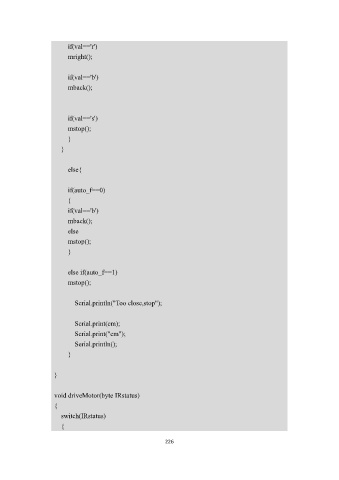 if(val=='r')
mright();
if(val=='b')
mback();
if(val=='s')
mstop();
}
}
else{
if(auto_f==0)
{
if(val=='b')
mback();
else
mstop();
}
else if(auto_f==1)
mstop();
Serial.println("Too close,stop");
Serial.print(cm);
Serial.print("cm");
Serial.println();
}
}
void driveMotor(byte IRstatus)
{
switch(IRstatus)
{
226